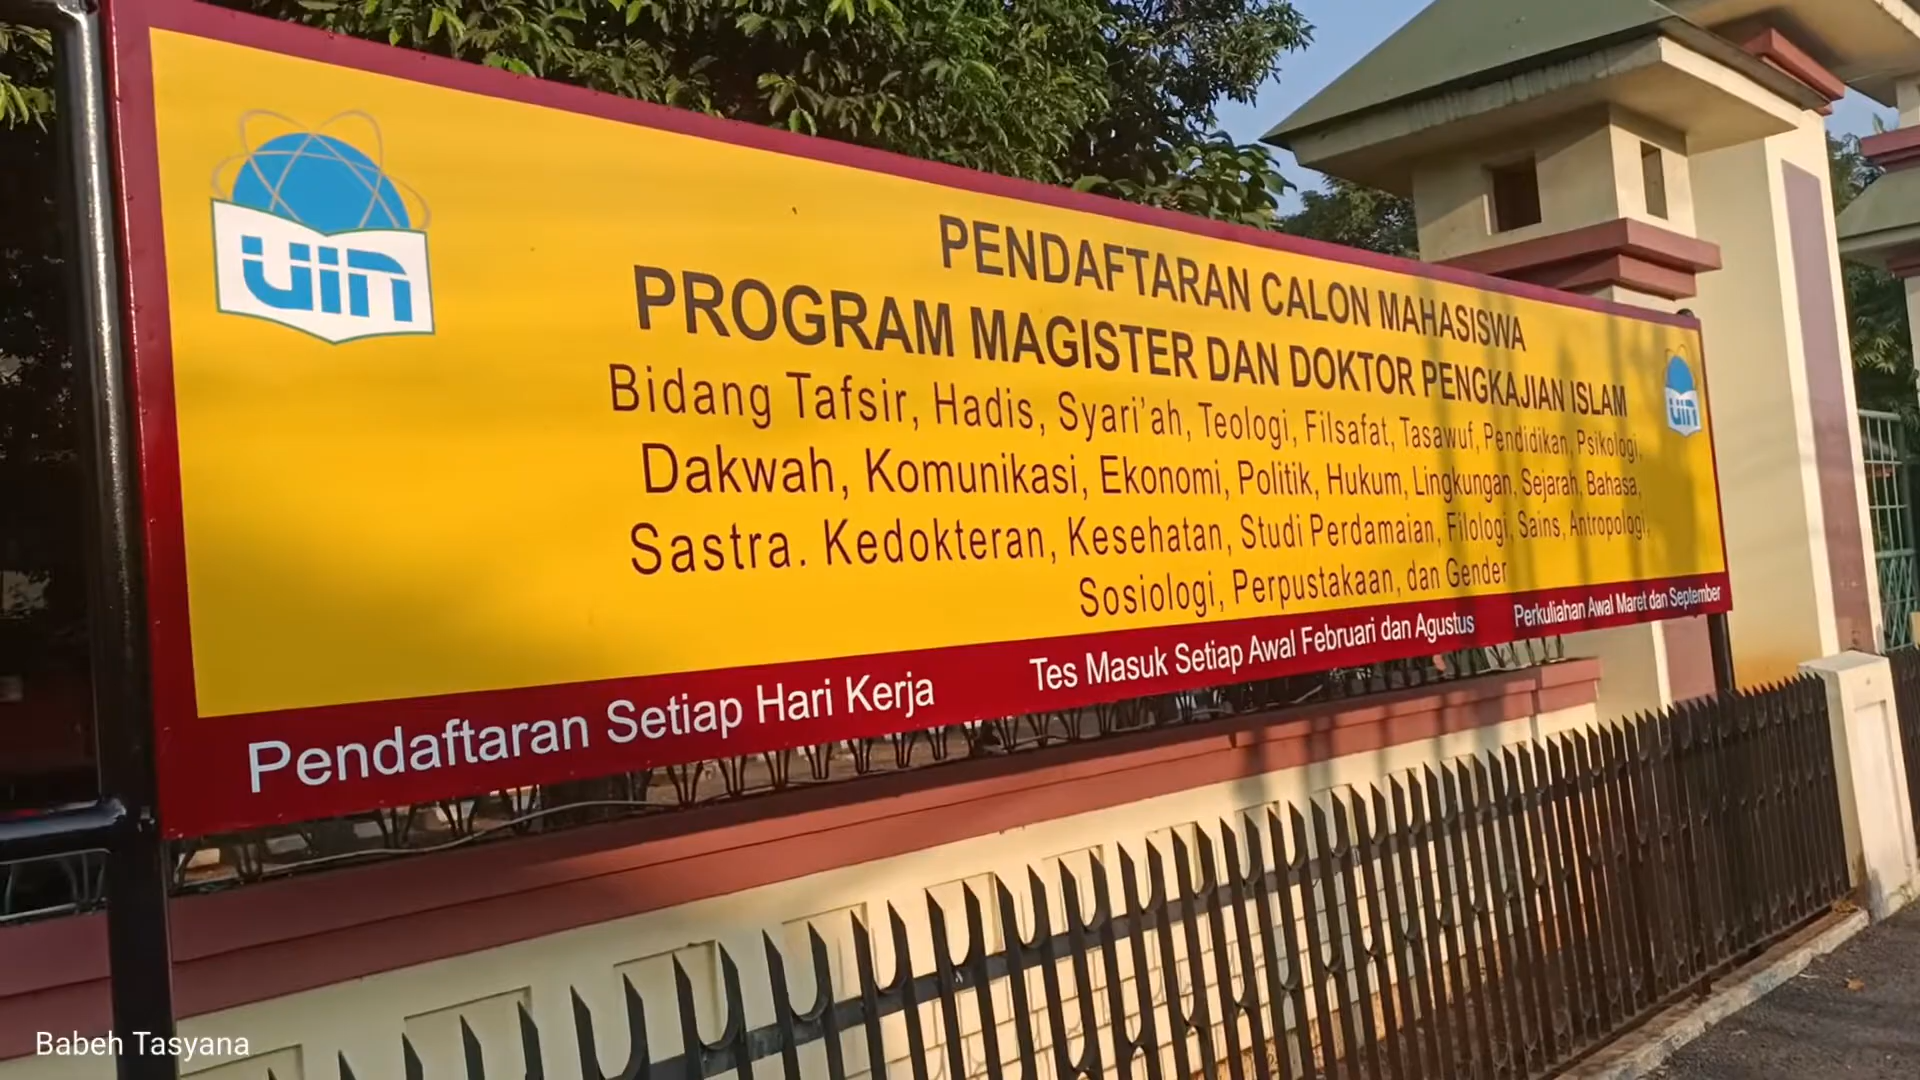 uin
PENDAFTARAN CALON MAHASISWA
PROGRAM MAGISTER DAN DOKTOR PENGKAJIAN ISLAM
Bidang Tafsir, Hadis, Syari'ah, Teologi, Filsafat, Tasawuf, Pendidikan, Psikologi,
Dakwah, Komunikasi, Ekonomi, Politik, Hukum, Lingkungan, Sejarah, Bahasa,
Sastra. Kedokteran, Kesehatan, Studi Perdamaian, Filologi, Sains, Antropologi,
Sosiologi, Perpustakaan, dan Gender
uin
Pendaftaran Setiap Hari Kerja
Tes Masuk Setiap Awal Februari dan Agustus
Perkuliahan Awal Maret dan September
Babeh Tasyana